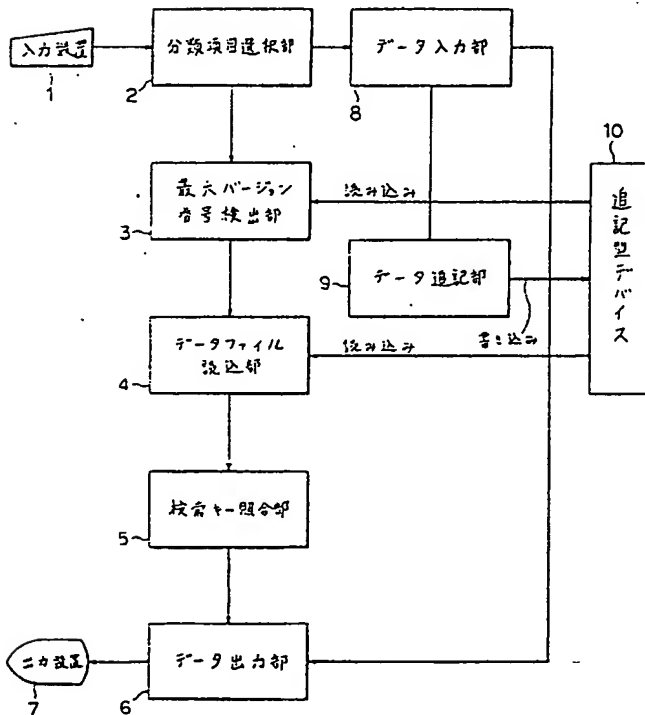 入力装置
1
分類項目選択部
2
データ入力部
8
10
最大バージョン
番号検出部
3
読み込み
追記型デバイス
データ追記部
9
書き込み
データファイル
読込部
4
読み込み
検索キー照合部
5
出力装置
7
データ出力部
6